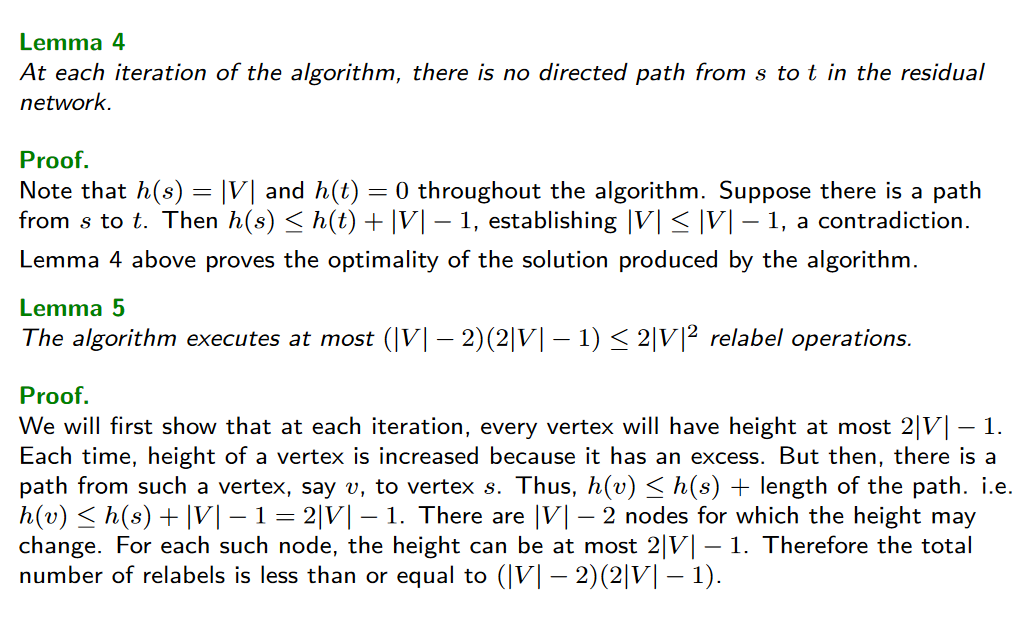 Lemma 4
At each iteration of the algorithm, there is no directed path from s to t in the residual
network.
Proof.
Note that h(s) = |V| and h(t) = 0 throughout the algorithm. Suppose there is a path
from s to t. Then h(s) ≤ h(t) + |V| − 1, establishing |V| ≤ |V| − 1, a contradiction.
Lemma 4 above proves the optimality of the solution produced by the algorithm.
Lemma 5
The algorithm executes at most (|V| − 2)(2|V| − 1) ≤ 2|V|² relabel operations.
Proof.
We will first show that at each iteration, every vertex will have height at most 2|V| − 1.
Each time, height of a vertex is increased because it has an excess. But then, there is a
path from such a vertex, say v, to vertex s. Thus, h(v) ≤ h(s) + length of the path. i.e.
h(v) ≤ h(s) + |V| − 1 = 2|V| − 1. There are |V| − 2 nodes for which the height may
change. For each such node, the height can be at most 2|V| − 1. Therefore the total
number of relabels is less than or equal to (|V| − 2)(2|V| − 1).